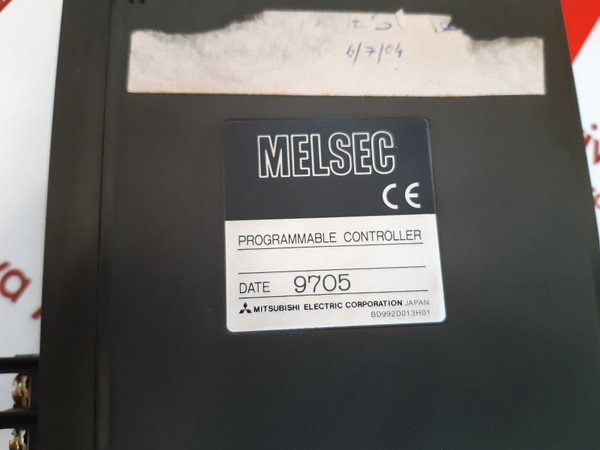 6/7/04
MELSEC
CE
PROGRAMMABLE CONTROLLER
DATE 9705
MITSUBISHI ELECTRIC CORPORATION JAPAN
BD992D013H01